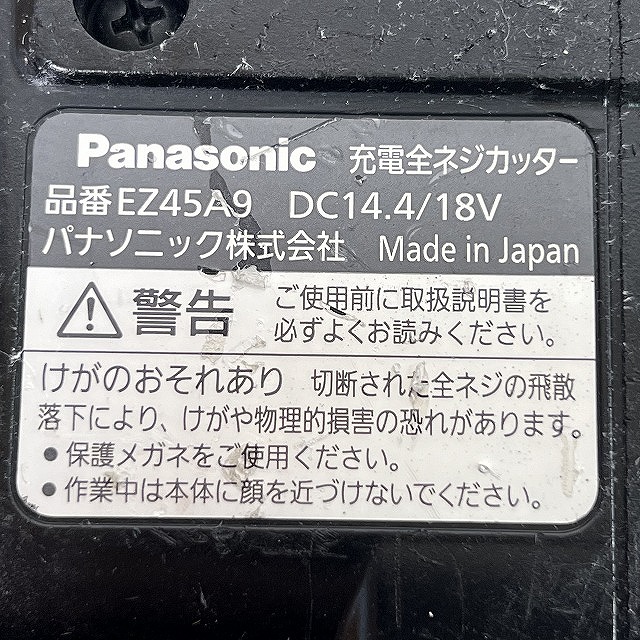 Panasonic 充電全ネジカッター
品番 EZ45A9 DC14.4/18V
パナソニック株式会社 Made in Japan
警告 ご使用前に取扱説明書を
必ずよくお読みください。
けがのおそれあり 切断された全ネジの飛散
落下により、けがや物理的損害の恐れがあります。
• 保護メガネをご使用ください。
• 作業中は本体に顔を近づけないでください。